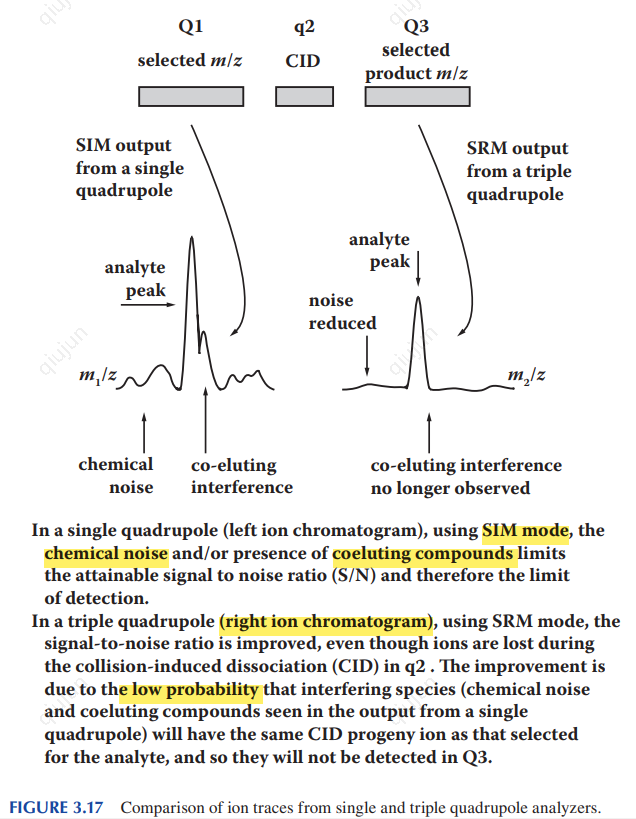 Q1 q2 Q3
selected m/z CID selected
product m/z
SIM output
from a single
quadrupole
SRM output
from a triple
quadrupole
analyte
peak
analyte
peak
noise
reduced
m₁/z
m₂/z
chemical
noise
co-eluting
interference
co-eluting interference
no longer observed
In a single quadrupole (left ion chromatogram), using SIM mode, the
chemical noise and/or presence of coeluting compounds limits
the attainable signal to noise ratio (S/N) and therefore the limit
of detection.
In a triple quadrupole (right ion chromatogram), using SRM mode, the
signal-to-noise ratio is improved, even though ions are lost during
the collision-induced dissociation (CID) in q2 . The improvement is
due to the low probability that interfering species (chemical noise
and coeluting compounds seen in the output from a single
quadrupole) will have the same CID progeny ion as that selected
for the analyte, and so they will not be detected in Q3.
FIGURE 3.17 Comparison of ion traces from single and triple quadrupole analyzers.
qiujun
qiujun
qiujun
qiujun
qiujun
qiujun